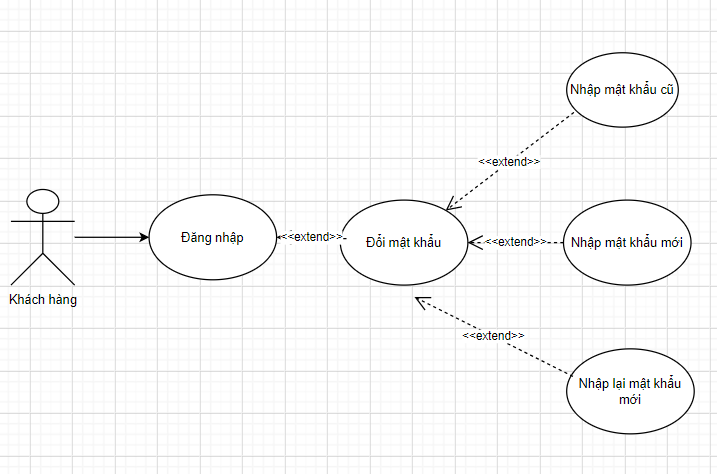 Nhập mật khẩu cũ
<<extend>>
Đăng nhập
<<extend>>
Đổi mật khẩu
<<extend>>
Nhập mật khẩu mới
Khách hàng
<<extend>>
Nhập lại mật khẩu
mới